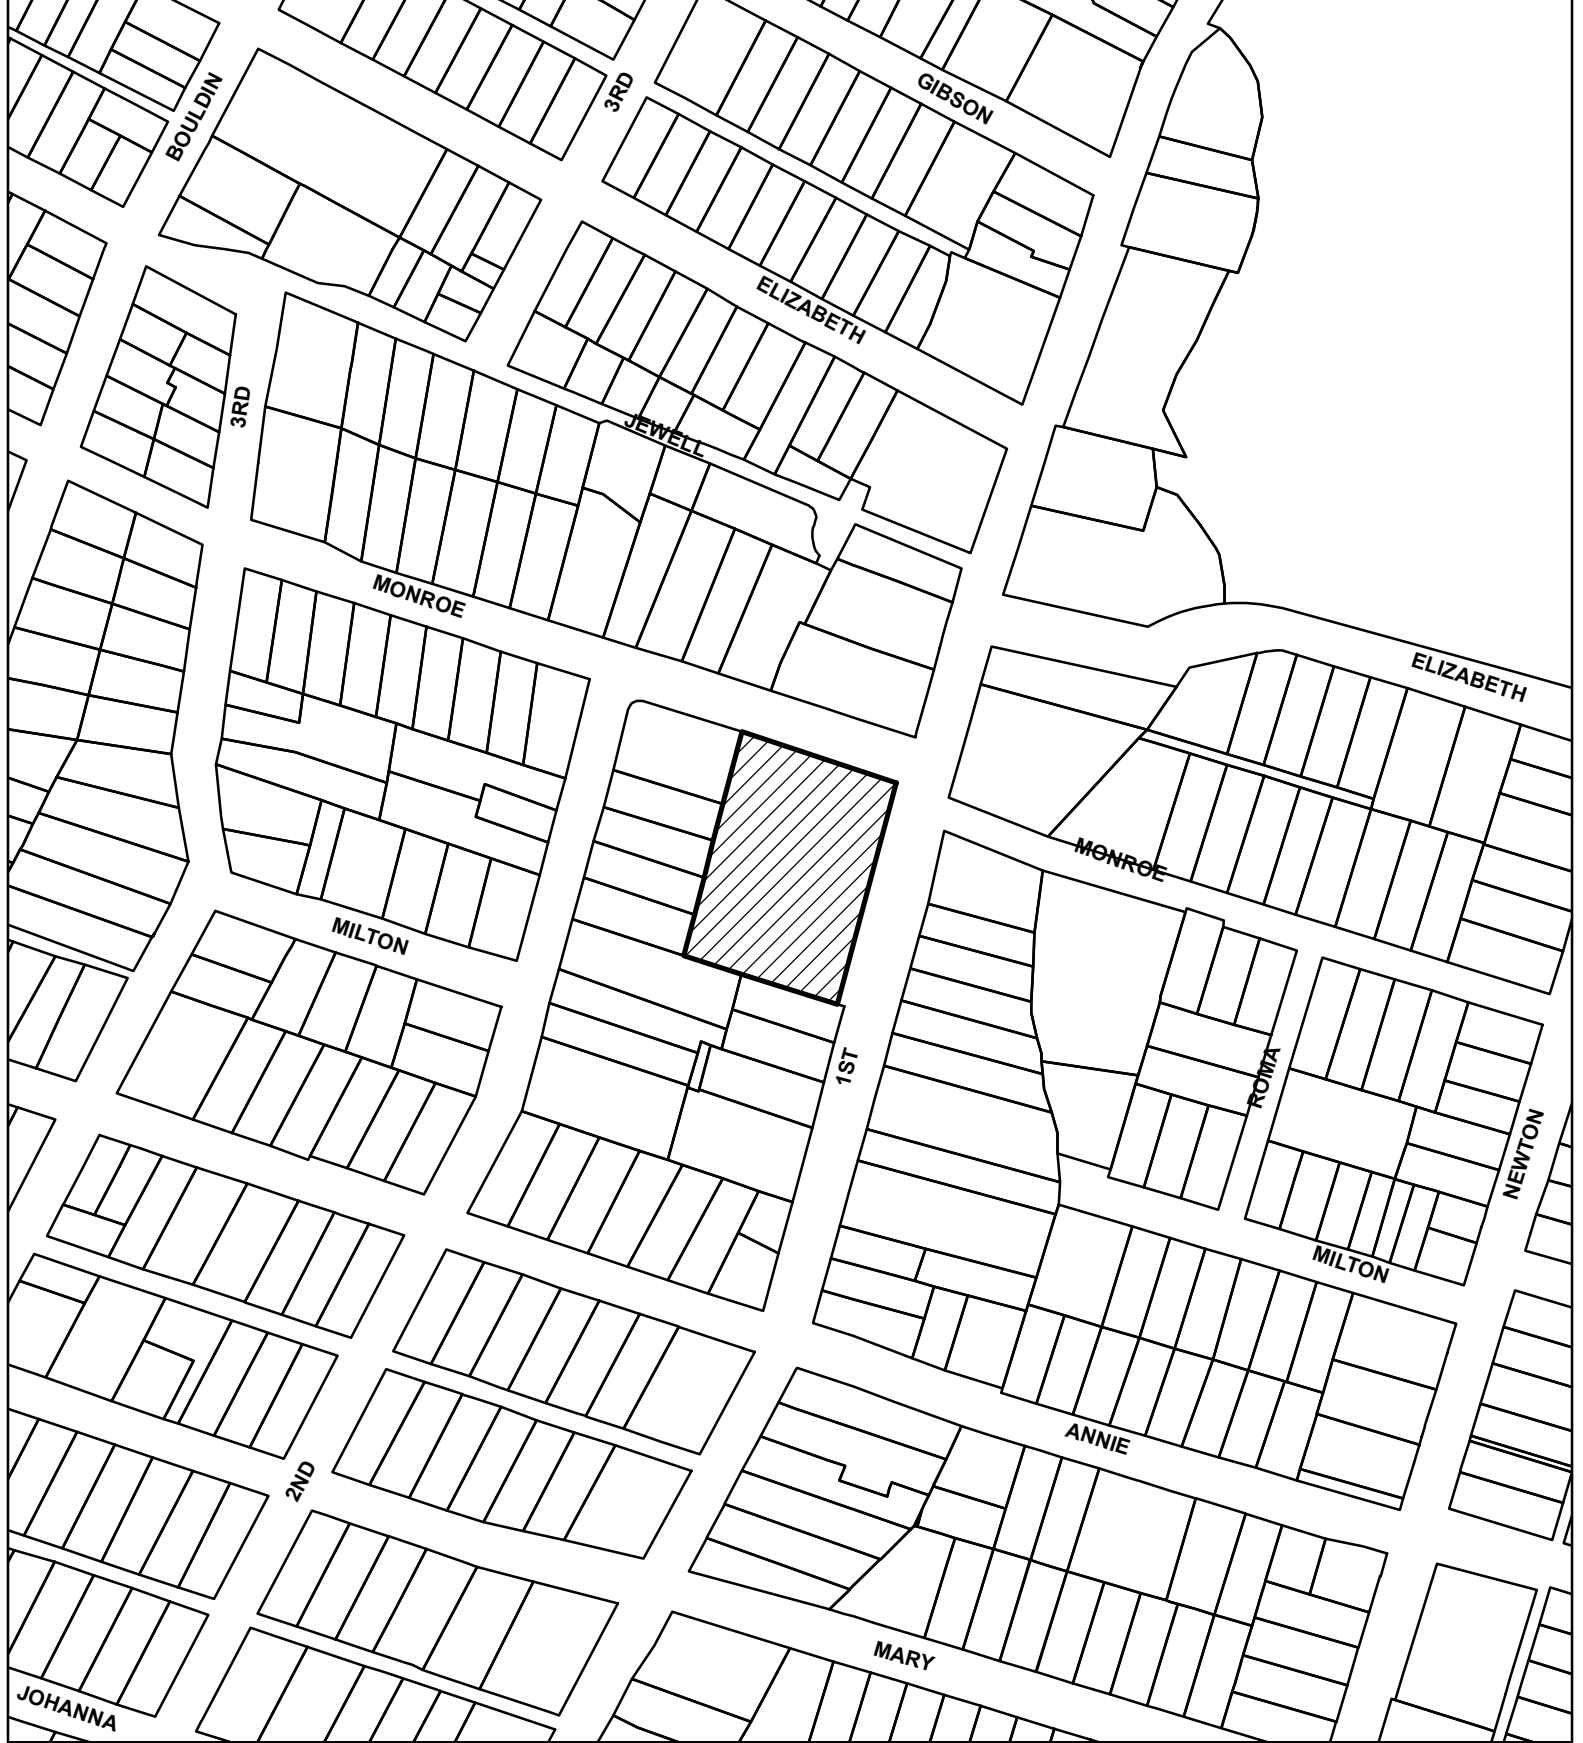 GIBSON
3RD
BOULDIN
ELIZABETH
3RD
JEWELL
MONROE
ELIZABETH
MONROE
MILTON
1ST
ROMA
NEWTON
MILTON
ANNIE
2ND
MARY
JOHANNA